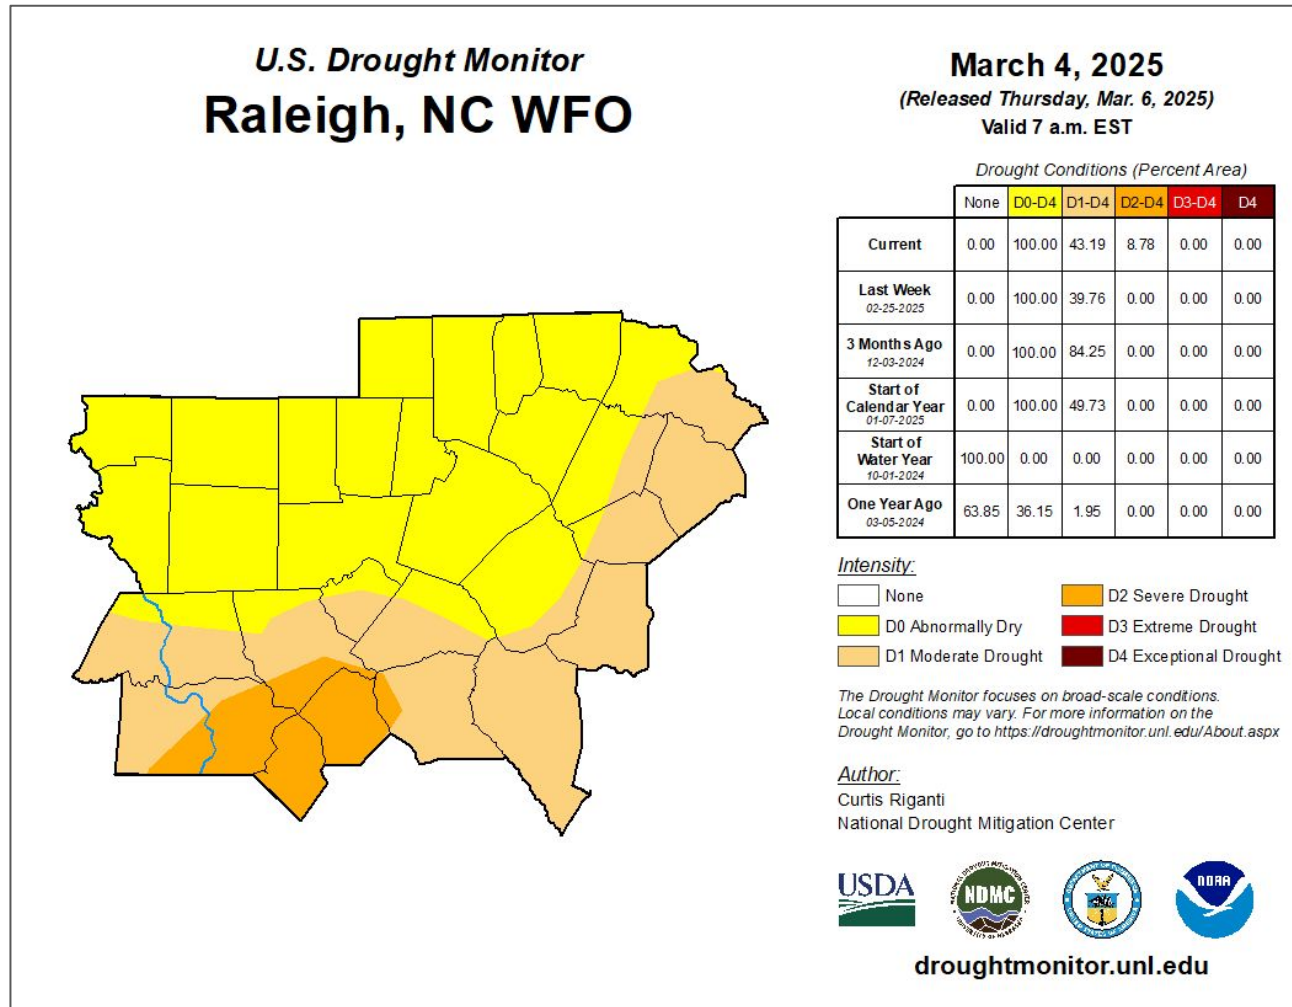 U.S. Drought Monitor
Raleigh, NC WFO
March 4, 2025
(Released Thursday, Mar. 6, 2025)
Valid 7 a.m. EST
Drought Conditions (Percent Area)
None D0-D4 D1-D4 D2-D4 D3-D4 D4
Current 0.00 100.00 43.19 8.78 0.00 0.00
Last Week
02-25-2025
0.00 100.00 39.76 0.00 0.00 0.00
3 Months Ago
12-03-2024
0.00 100.00 84.25 0.00 0.00 0.00
Start of
Calendar Year
01-07-2025
0.00 100.00 49.73 0.00 0.00 0.00
Start of
Water Year
10-01-2024
100.00 0.00 0.00 0.00 0.00 0.00
One Year Ago
03-05-2024
63.85 36.15 1.95 0.00 0.00 0.00
Intensity:
None
D0 Abnormally Dry
D1 Moderate Drought
D2 Severe Drought
D3 Extreme Drought
D4 Exceptional Drought
The Drought Monitor focuses on broad-scale conditions.
Local conditions may vary. For more information on the
Drought Monitor, go to https://droughtmonitor.unl.edu/About.aspx
Author:
Curtis Riganti
National Drought Mitigation Center
USDA
NDMC
NOAA
droughtmonitor.unl.edu